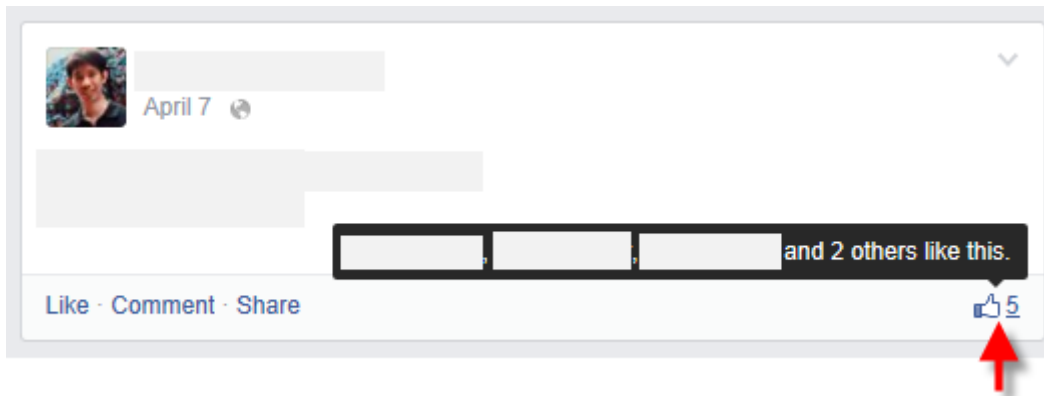 April 7
, , and 2 others like this.
Like · Comment · Share
5